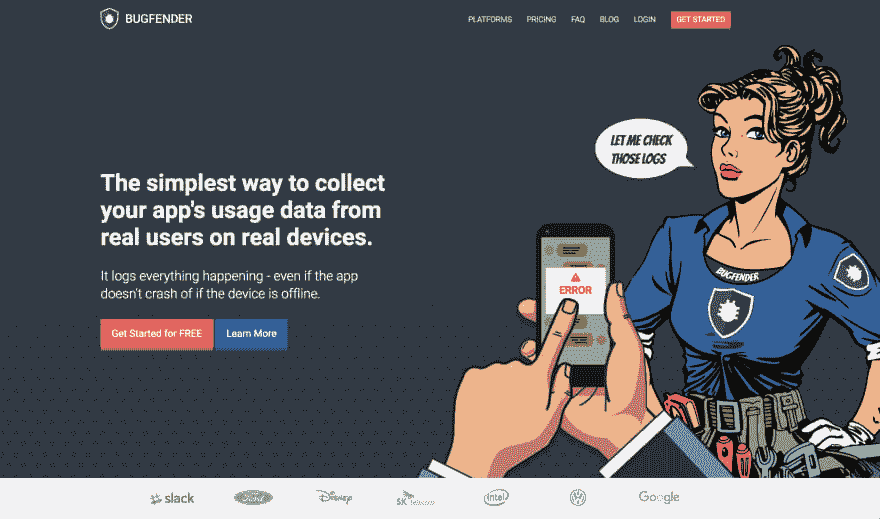 BUGFENDER
PLATFORMS PRICING FAQ BLOG LOGIN GET STARTED
LET ME CHECK
THOSE LOGS
The simplest way to collect
your app's usage data from
real users on real devices.
It logs everything happening - even if the app
doesn't crash of if the device is offline.
Get Started for FREE Learn More
ERROR
BUGFENDER
slack Ford Disney SK telecom intel Google